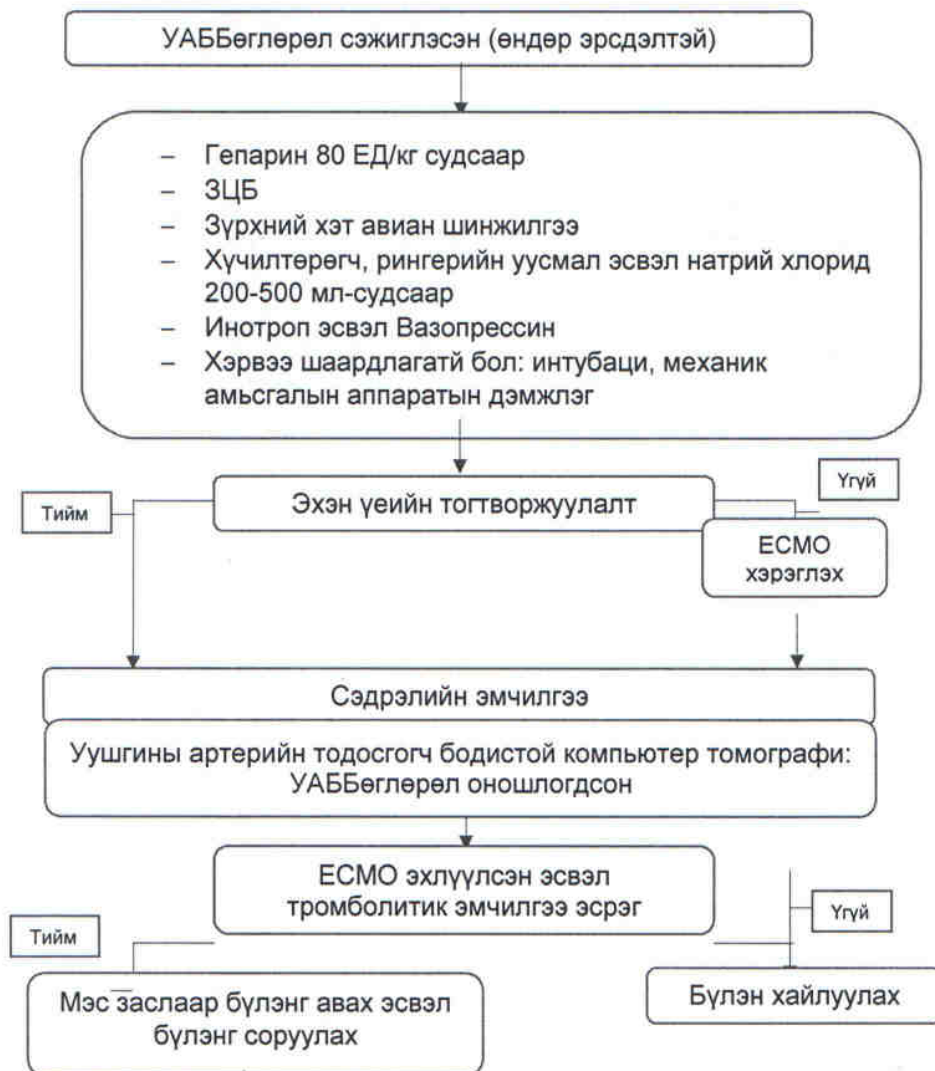 УАББөглөрөл сэжиглэсэн (өндөр эрсдэлтэй)
– Гепарин 80 ЕД/кг судсаар
– ЗЦБ
– Зүрхний хэт авиан шинжилгээ
– Хүчилтөрөгч, рингерийн уусмал эсвэл натрий хлорид
200-500 мл-судсаар
– Инотроп эсвэл Вазопрессин
– Хэрвээ шаардлагатй бол: интубаци, механик
амьсгалын аппаратын дэмжлэг
Тийм
Эхэн үеийн тогтворжуулалт
Үгүй
ЕСМО
хэрэглэх
Сэдрэлийн эмчилгээ
Уушгины артерийн тодосгогч бодистой компьютер томографи:
УАББөглөрөл оношлогдсон
ЕСМО эхлүүлсэн эсвэл
тромболитик эмчилгээ эсрэг
Тийм
Үгүй
Мэс заслаар бүлэнг авах эсвэл
бүлэнг соруулах
Бүлэн хайлуулах